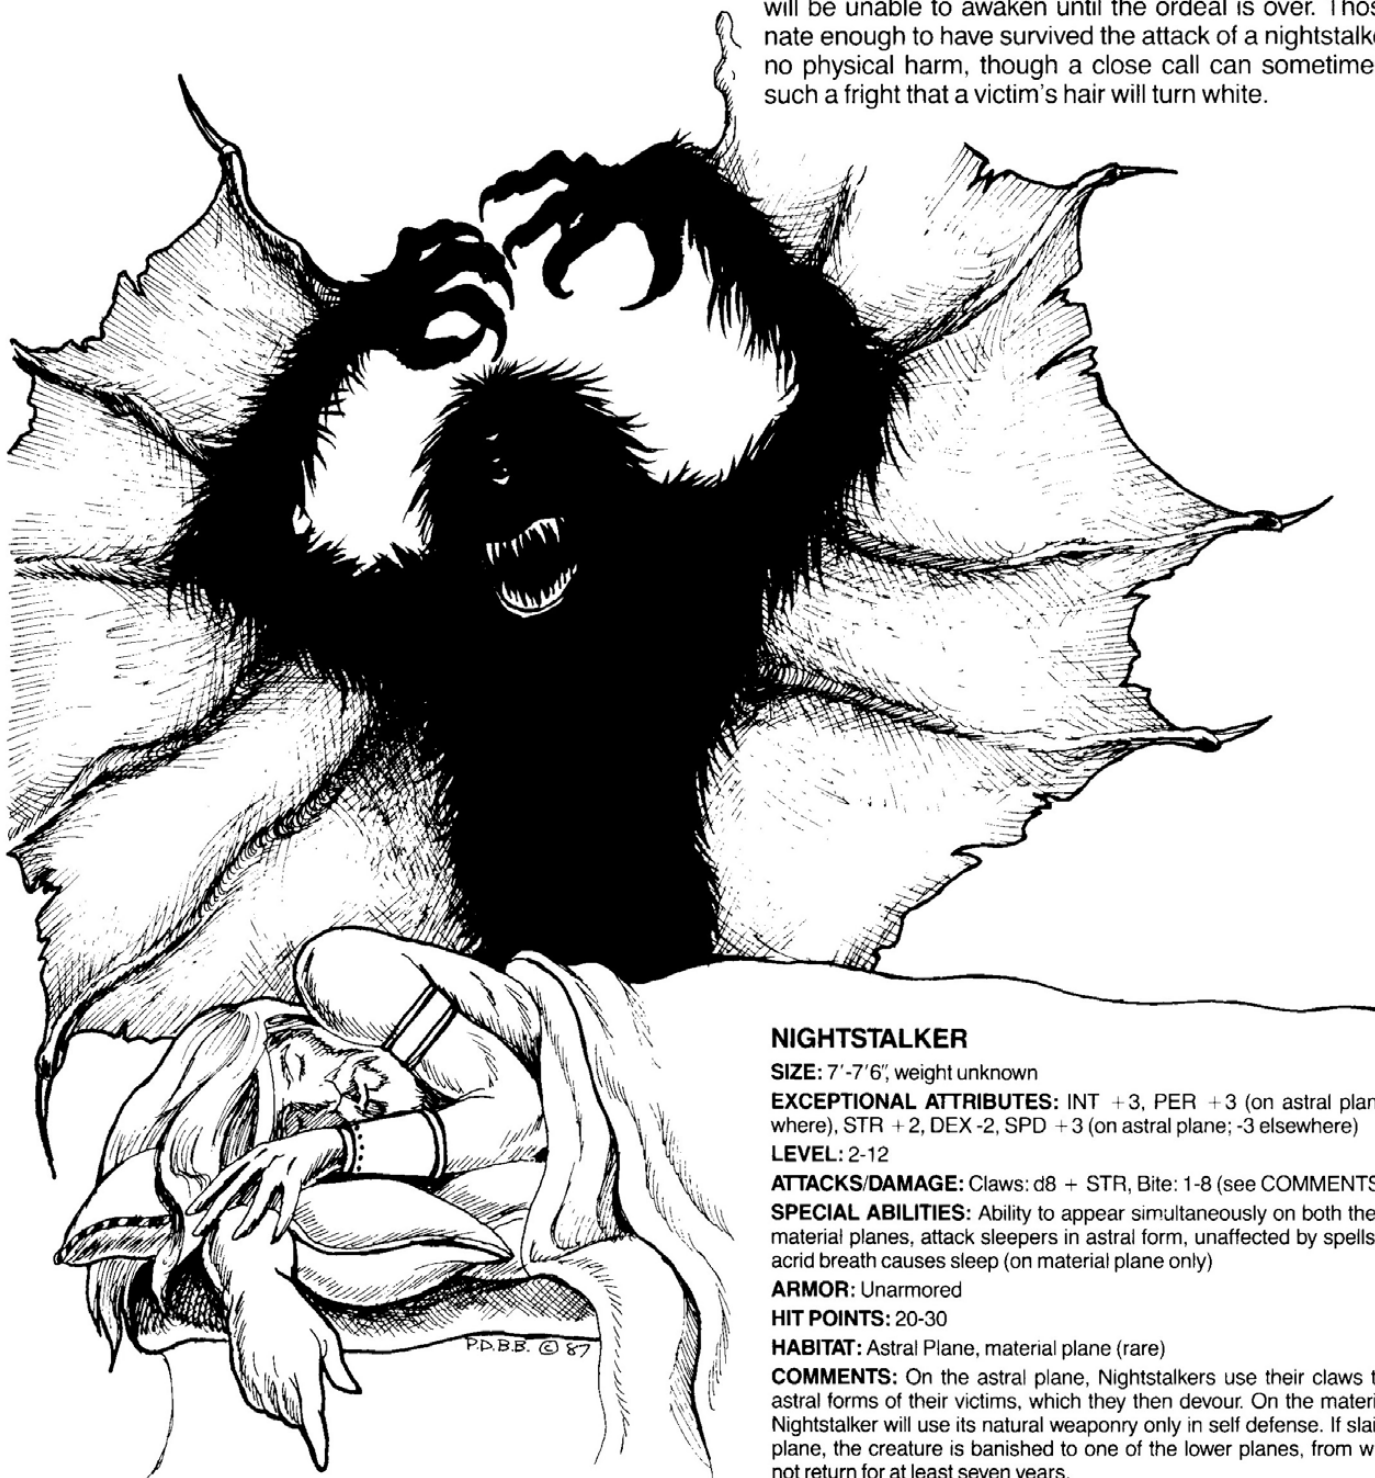 will be unable to awaken until the ordeal is over. Thos
nate enough to have survived the attack of a nightstalke
no physical harm, though a close call can sometime
such a fright that a victim's hair will turn white.
NIGHTSTALKER
SIZE: 7'-7'6", weight unknown
EXCEPTIONAL ATTRIBUTES: INT +3, PER +3 (on astral plan
where), STR +2, DEX -2, SPD +3 (on astral plane; -3 elsewhere)
LEVEL: 2-12
ATTACKS/DAMAGE: Claws: d8 + STR, Bite: 1-8 (see COMMENTS
SPECIAL ABILITIES: Ability to appear simultaneously on both the
material planes, attack sleepers in astral form, unaffected by spells
acrid breath causes sleep (on material plane only)
ARMOR: Unarmored
HIT POINTS: 20-30
HABITAT: Astral Plane, material plane (rare)
COMMENTS: On the astral plane, Nightstalkers use their claws t
astral forms of their victims, which they then devour. On the materi
Nightstalker will use its natural weaponry only in self defense. If slai
plane, the creature is banished to one of the lower planes, from w
not return for at least seven years.
P.D.B.B. © 87